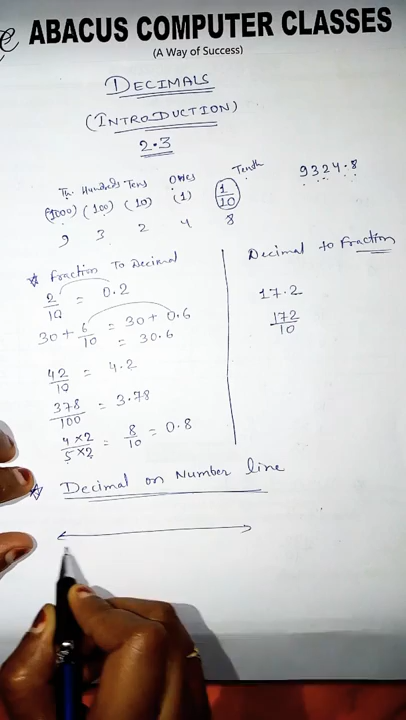 ABACUS COMPUTER CLASSES
(A Way of Success)
DECIMALS
(INTRODUCTION)
2.3
Th. Hundreds Tens Ones Tenth
(1000) (100) (10) (1) 1/10
9 3 2 4 8
9324.8
☆ Fraction To Decimal
2/10 = 0.2
30 + 6/10 = 30 + 0.6
= 30.6
42/10 = 4.2
378/100 = 3.78
4×2/5×2 = 8/10 = 0.8
Decimal to Fraction
17.2
172/10
☆ Decimal on Number line